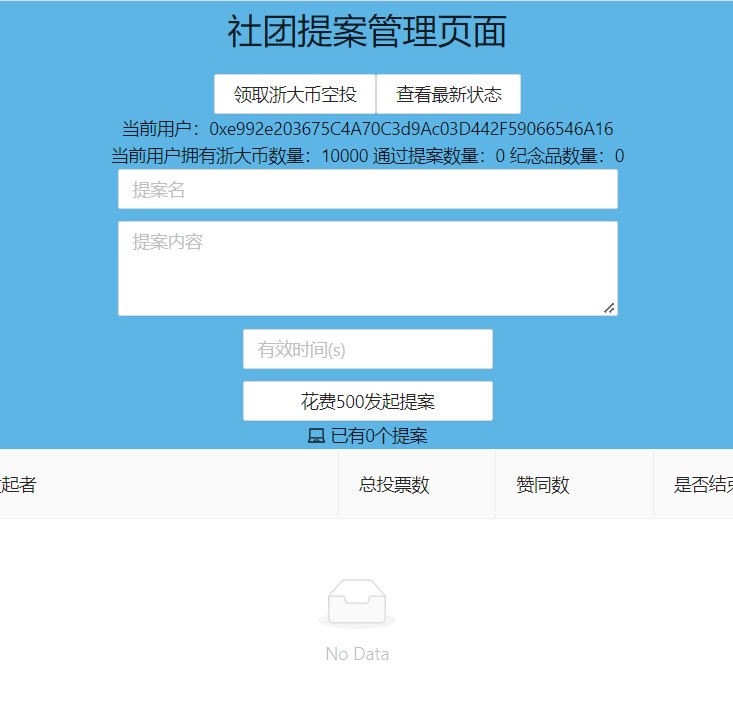 社团提案管理页面
领取浙大币空投 查看最新状态
当前用户：0xe992e203675C4A70C3d9Ac03D442F59066546A16
当前用户拥有浙大币数量：10000 通过提案数量：0 纪念品数量：0
提案名
提案内容
有效时间(s)
花费500发起提案
已有0个提案
起者 总投票数 赞同数 是否结束
No Data